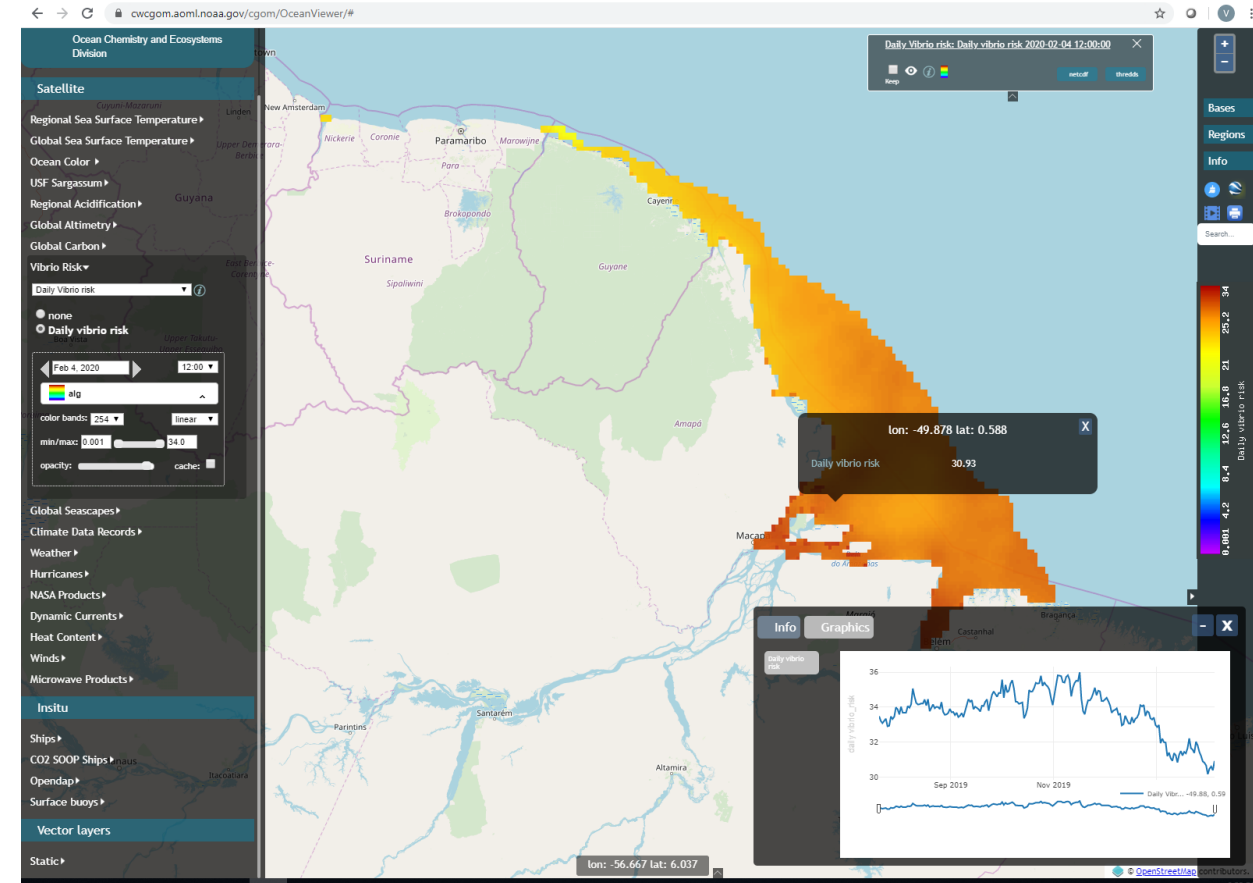 cwcgom.aoml.noaa.gov/cgom/OceanViewer/#
V
Ocean Chemistry and Ecosystems
Division
Satellite
Regional Sea Surface Temperature
Global Sea Surface Temperature
Ocean Color
USF Sargassum
Regional Acidification
Global Altimetry
Global Carbon
Vibrio Risk
Daily Vibrio risk
none
Daily vibrio risk
Feb 4, 2020
12:00
alg
color bands: 254
linear
min/max: 0.001
34.0
opacity:
cache:
Global Seascapes
Climate Data Records
Weather
Hurricanes
NASA Products
Dynamic Currents
Heat Content
Winds
Microwave Products
Insitu
Ships
CO2 SOOP Ships
Opendap
Surface buoys
Vector layers
Static
Cuyuni-Mazaruni
Linden
New Amsterdam
Guyana
Nickerie
Coronie
Paramaribo
Marowijne
Para
Brokopondo
Suriname
Sipaliwini
Cayenne
Guyane
Amapá
Macap
Belém
Castanhal
Bragança
Santarém
Parintins
Itacoatiara
Altamira
Daily Vibrio risk: Daily vibrio risk 2020-02-04 12:00:00
Keep
netcdf
thredds
+
-
Bases
Regions
Info
Search...
34
25.2
21
16.8
12.6
8.4
4.2
0.001
Daily vibrio risk
lon: -49.878 lat: 0.588
X
Daily vibrio risk
30.93
Info
Graphics
-
X
Daily vibrio
risk
daily vibrio_risk
36
34
32
30
Sep 2019
Nov 2019
Daily Vibr... -49.88, 0.59
lon: -56.667 lat: 6.037
© OpenStreetMap contributors.